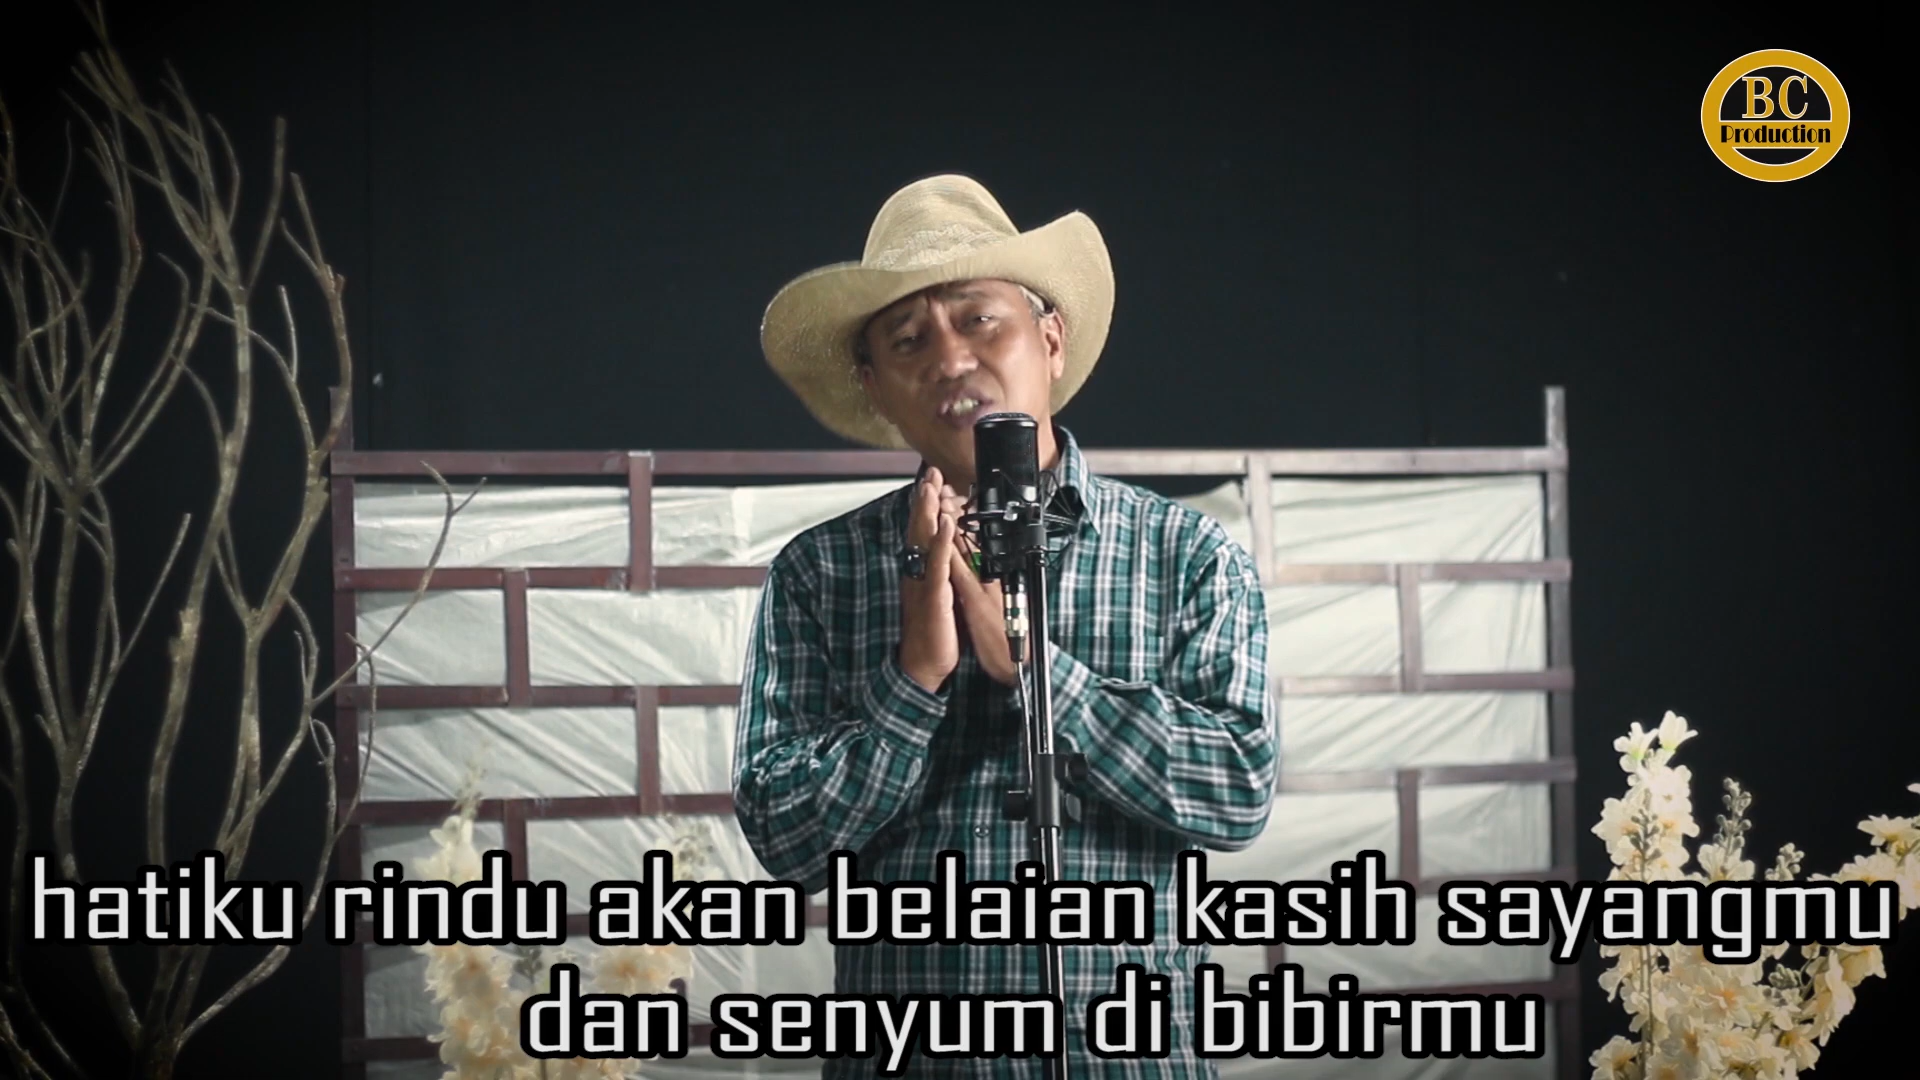 BC
Production
hatiku rindu akan belaian kasih sayangmu
dan senyum di bibirmu